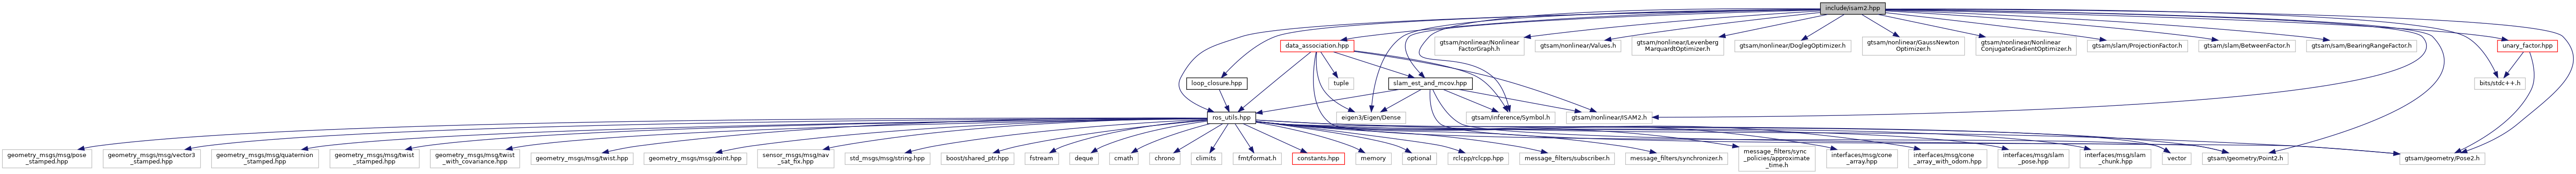 include/isam2.hpp
data_association.hpp
gtsam/nonlinear/Nonlinear
FactorGraph.h
gtsam/nonlinear/Values.h
gtsam/nonlinear/Levenberg
MarquardtOptimizer.h
gtsam/nonlinear/DoglegOptimizer.h
gtsam/nonlinear/GaussNewton
Optimizer.h
gtsam/nonlinear/Nonlinear
ConjugateGradientOptimizer.h
gtsam/slam/ProjectionFactor.h
gtsam/slam/BetweenFactor.h
gtsam/sam/BearingRangeFactor.h
unary_factor.hpp
loop_closure.hpp
tuple
slam_est_and_mcov.hpp
bits/stdc++.h
ros_utils.hpp
eigen3/Eigen/Dense
gtsam/inference/Symbol.h
gtsam/nonlinear/ISAM2.h
geometry_msgs/msg/pose
_stamped.hpp
geometry_msgs/msg/vector3
_stamped.hpp
geometry_msgs/msg/quaternion
_stamped.hpp
geometry_msgs/msg/twist
_stamped.hpp
geometry_msgs/msg/twist
_with_covariance.hpp
geometry_msgs/msg/twist.hpp
geometry_msgs/msg/point.hpp
sensor_msgs/msg/nav
_sat_fix.hpp
std_msgs/msg/string.hpp
boost/shared_ptr.hpp
fstream
deque
cmath
chrono
climits
fmt/format.h
constants.hpp
memory
optional
rclcpp/rclcpp.hpp
message_filters/subscriber.h
message_filters/synchronizer.h
message_filters/sync
_policies/approximate
_time.h
interfaces/msg/cone
_array.hpp
interfaces/msg/cone
_array_with_odom.hpp
interfaces/msg/slam
_pose.hpp
interfaces/msg/slam
_chunk.hpp
vector
gtsam/geometry/Point2.h
gtsam/geometry/Pose2.h